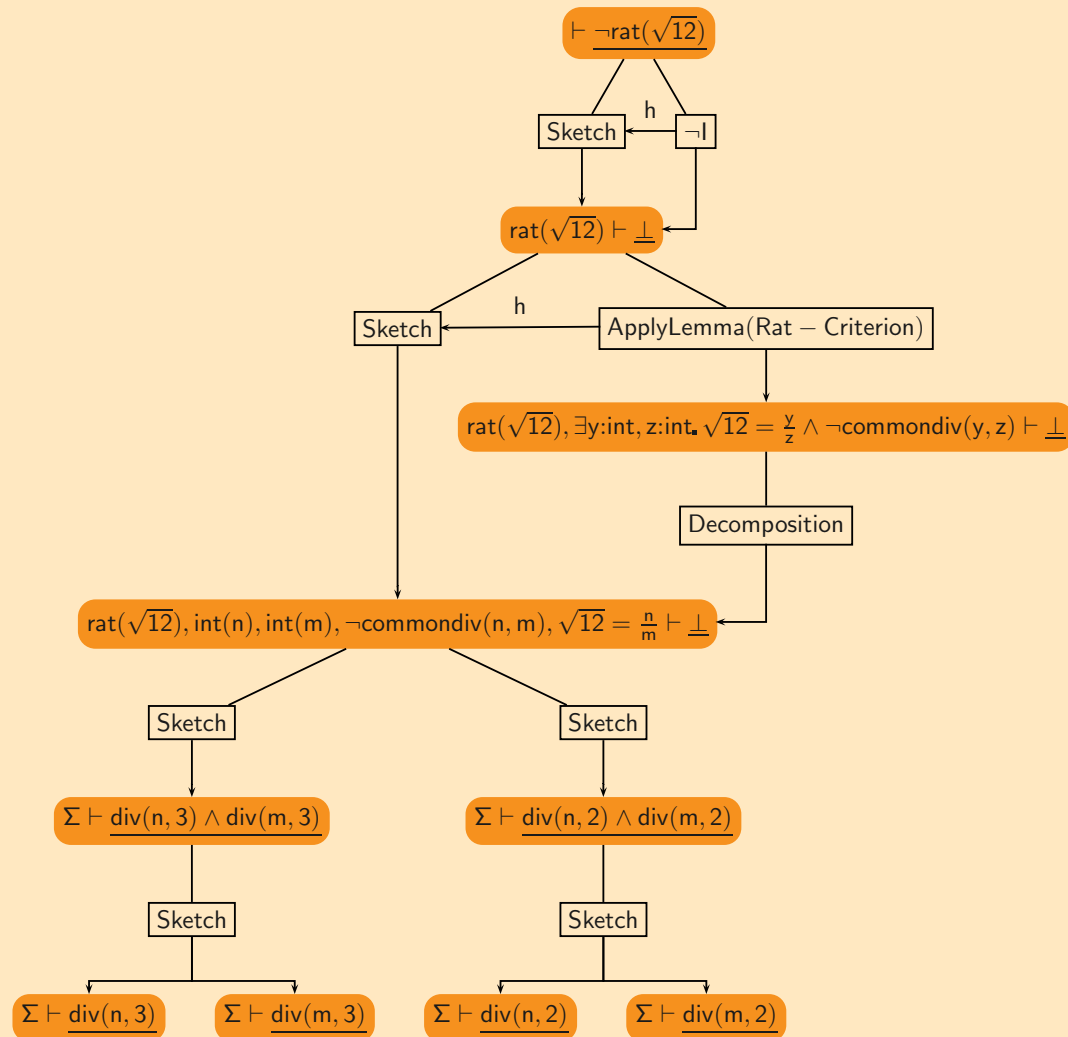 ⊢ ¬rat(√12)
h
Sketch
¬I
rat(√12) ⊢ ⊥
h
Sketch
ApplyLemma(Rat − Criterion)
rat(√12), ∃y:int, z:int. √12 = y/z ∧ ¬commondiv(y, z) ⊢ ⊥
Decomposition
rat(√12), int(n), int(m), ¬commondiv(n, m), √12 = n/m ⊢ ⊥
Sketch
Sketch
Σ ⊢ div(n, 3) ∧ div(m, 3)
Σ ⊢ div(n, 2) ∧ div(m, 2)
Sketch
Sketch
Σ ⊢ div(n, 3)
Σ ⊢ div(m, 3)
Σ ⊢ div(n, 2)
Σ ⊢ div(m, 2)